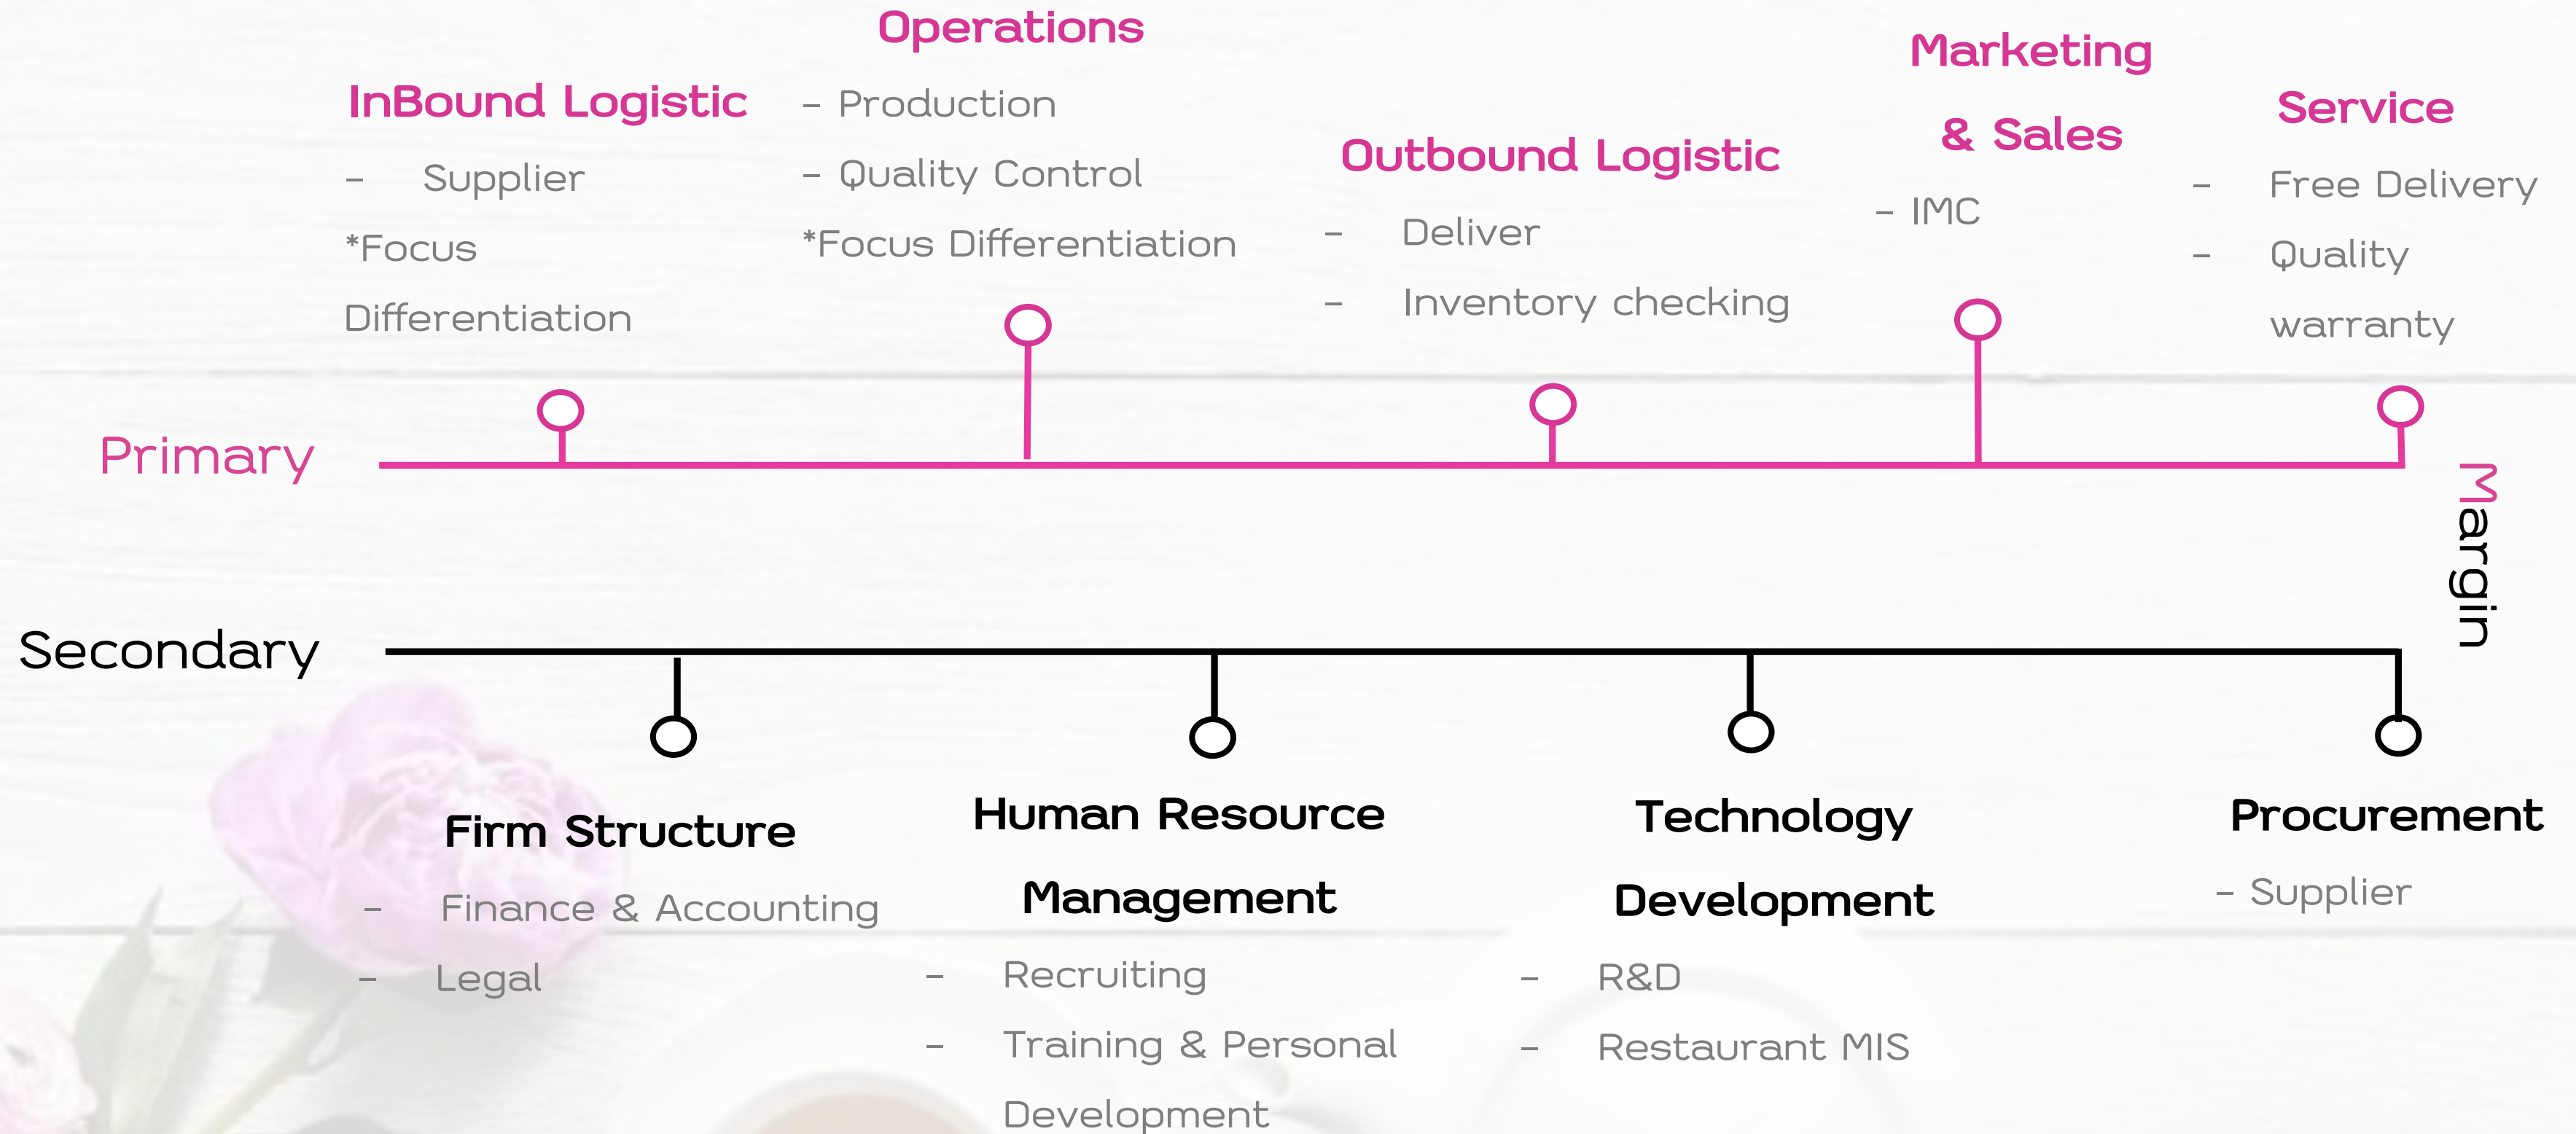 InBound Logistic
- Supplier
*Focus
Differentiation
Operations
- Production
- Quality Control
*Focus Differentiation
Outbound Logistic
- Deliver
- Inventory checking
Marketing
& Sales
- IMC
Service
- Free Delivery
- Quality
warranty
Primary
Margin
Secondary
Firm Structure
- Finance & Accounting
- Legal
Human Resource
Management
- Recruiting
- Training & Personal
Development
Technology
Development
- R&D
- Restaurant MIS
Procurement
- Supplier